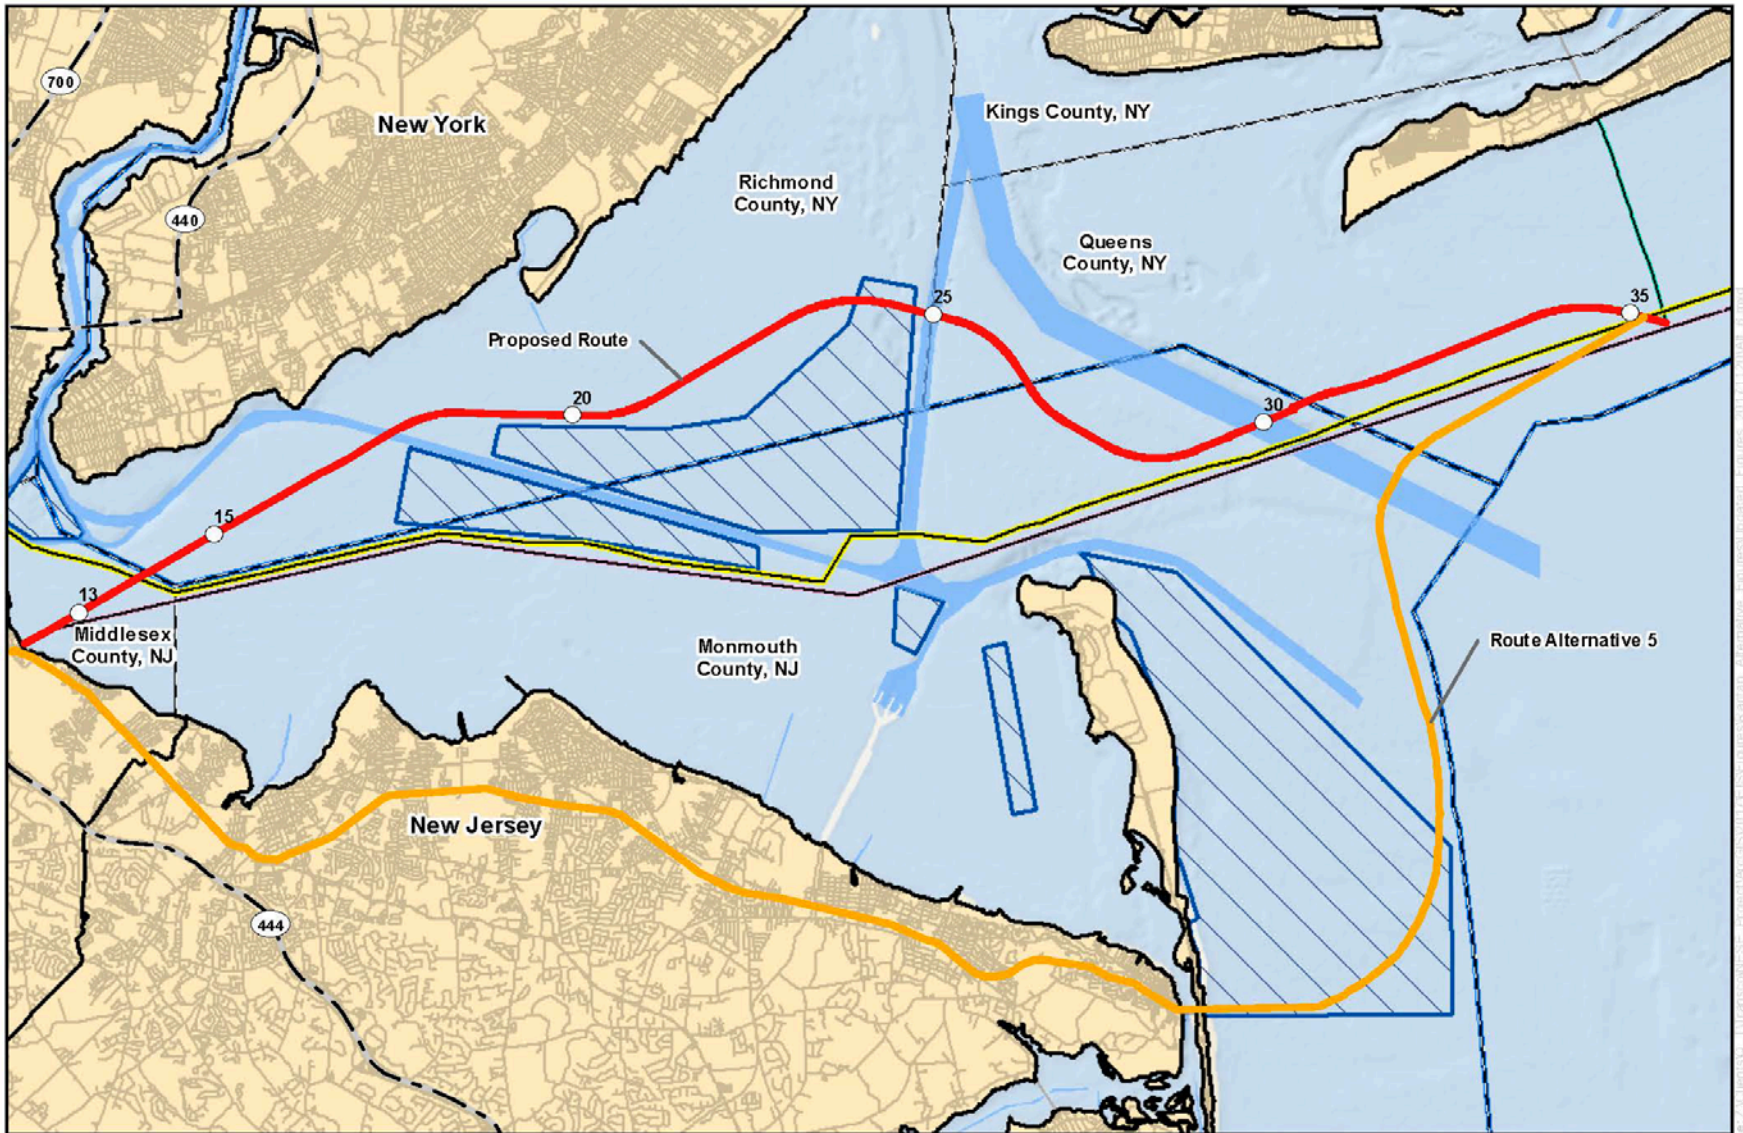 700
New York
Kings County, NY
Richmond
County, NY
440
Queens
County, NY
25
35
Proposed Route
20
30
15
13
Middlesex
County, NJ
Monmouth
County, NJ
Route Alternative 5
New Jersey
444